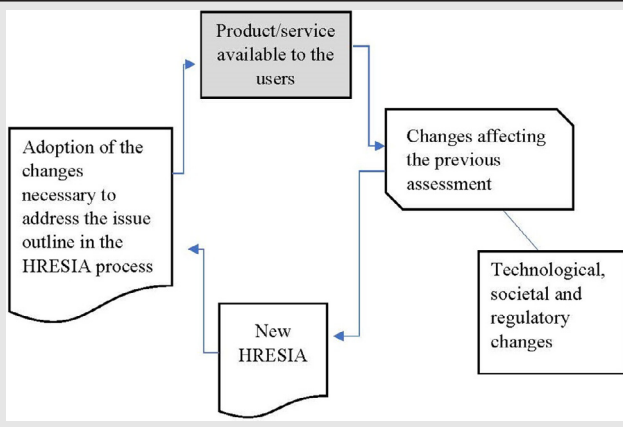 Product/service
available to the
users
Changes affecting
the previous
assessment
Technological,
societal and
regulatory
changes
New
HRESIA
Adoption of the
changes
necessary to
address the issue
outline in the
HRESIA process